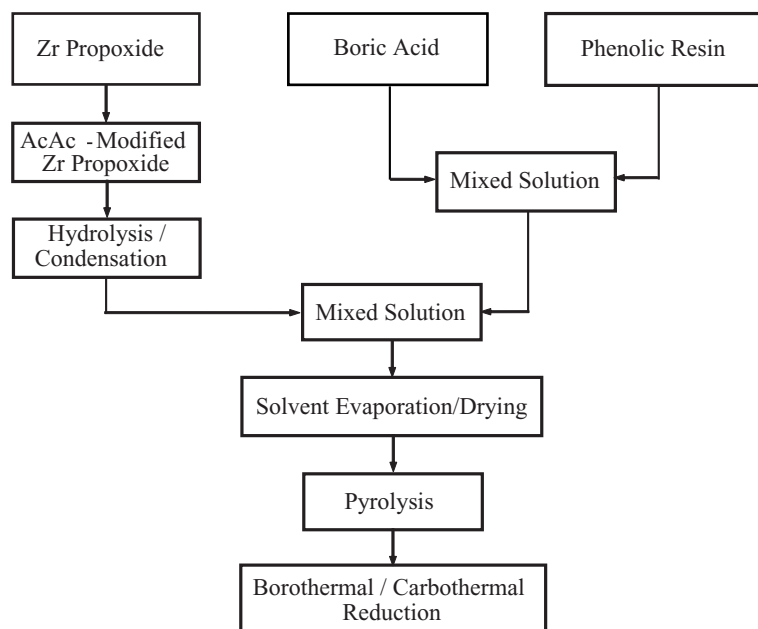 Zr Propoxide
Boric Acid
Phenolic Resin
AcAc - Modified
Zr Propoxide
Mixed Solution
Hydrolysis /
Condensation
Mixed Solution
Solvent Evaporation/Drying
Pyrolysis
Borothermal / Carbothermal
Reduction